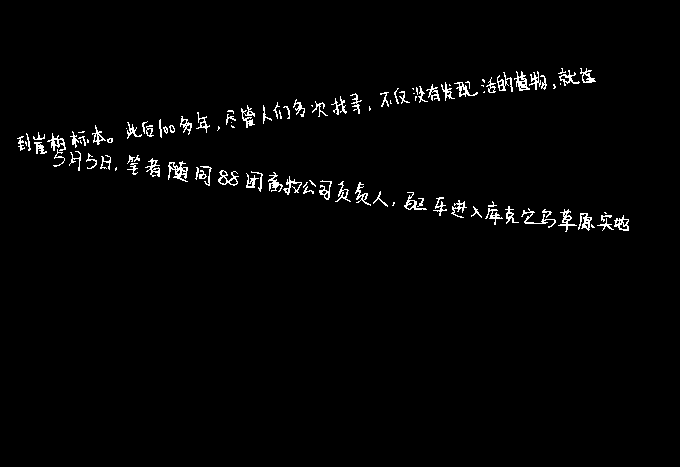 到崖柏标本。此后100多年，尽管人们多次找寻，不仅没有发现活的植物，就连
5月5日，笔者随同88团畜牧公司负责人，驱车进入库克它乌草原实地